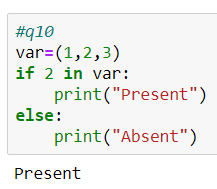 #q10
var=(1,2,3)
if 2 in var:
    print("Present")
else:
    print("Absent")
Present